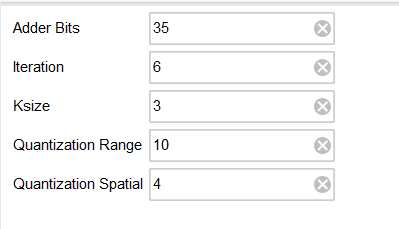 Adder Bits 35
Iteration 6
Ksize 3
Quantization Range 10
Quantization Spatial 4